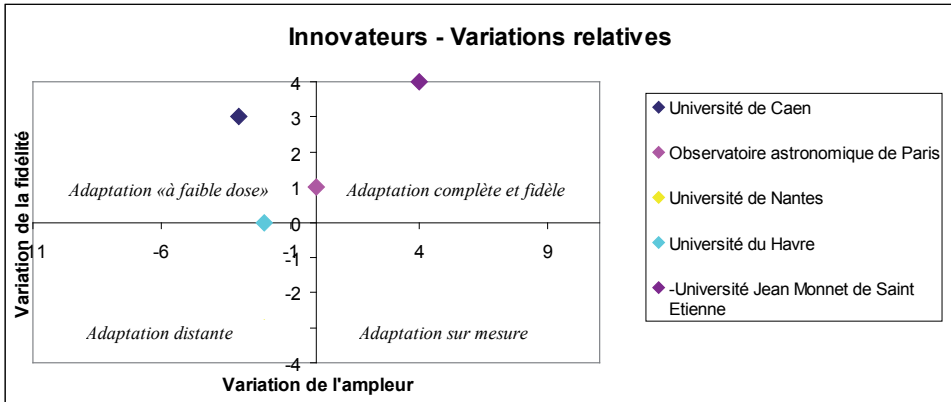 Innovateurs - Variations relatives
Variation de la fidélité
4
3
2
1
0
-1
-2
-3
-4
-11
-6
-1
4
9
Adaptation «à faible dose»
Adaptation complète et fidèle
Adaptation distante
Adaptation sur mesure
Variation de l'ampleur
Université de Caen
Observatoire astronomique de Paris
Université de Nantes
Université du Havre
-Université Jean Monnet de Saint
Etienne